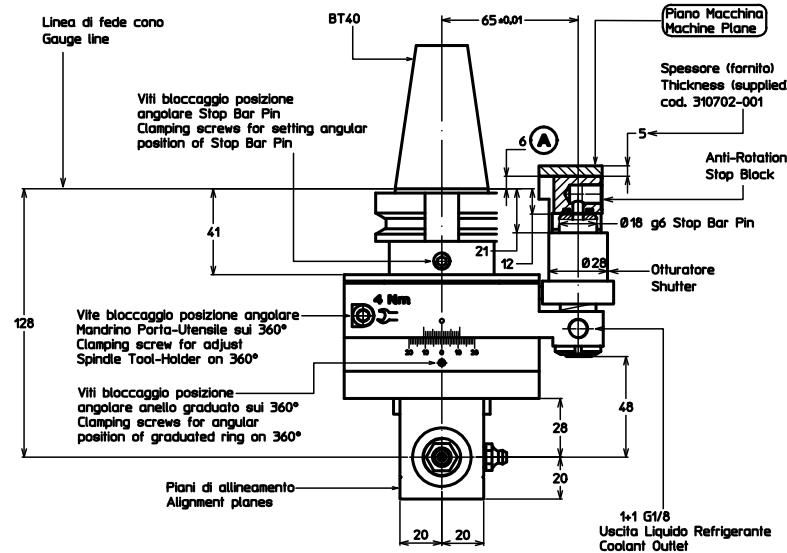 Linea di fede cono
Gauge line
BT40
65±0,01
Piano Macchina
Machine Plane
Spessore (fornito)
Thickness (supplied)
cod. 310702-001
Viti bloccaggio posizione
angolare Stop Bar Pin
Clamping screws for setting angular
position of Stop Bar Pin
6
A
5
Anti-Rotation
Stop Block
Ø18 g6 Stop Bar Pin
41
21
12
Ø28
Otturatore
Shutter
4 Nm
128
Vite bloccaggio posizione angolare
Mandrino Porta-Utensile sui 360°
Clamping screw for adjust
Spindle Tool-Holder on 360°
0
20 10 0 10 20
Viti bloccaggio posizione
angolare anello graduato sui 360°
Clamping screws for angular
position of graduated ring on 360°
48
28
20
Piani di allineamento
Alignment planes
20 20
1+1 G1/8
Uscita Liquido Refrigerante
Coolant Outlet